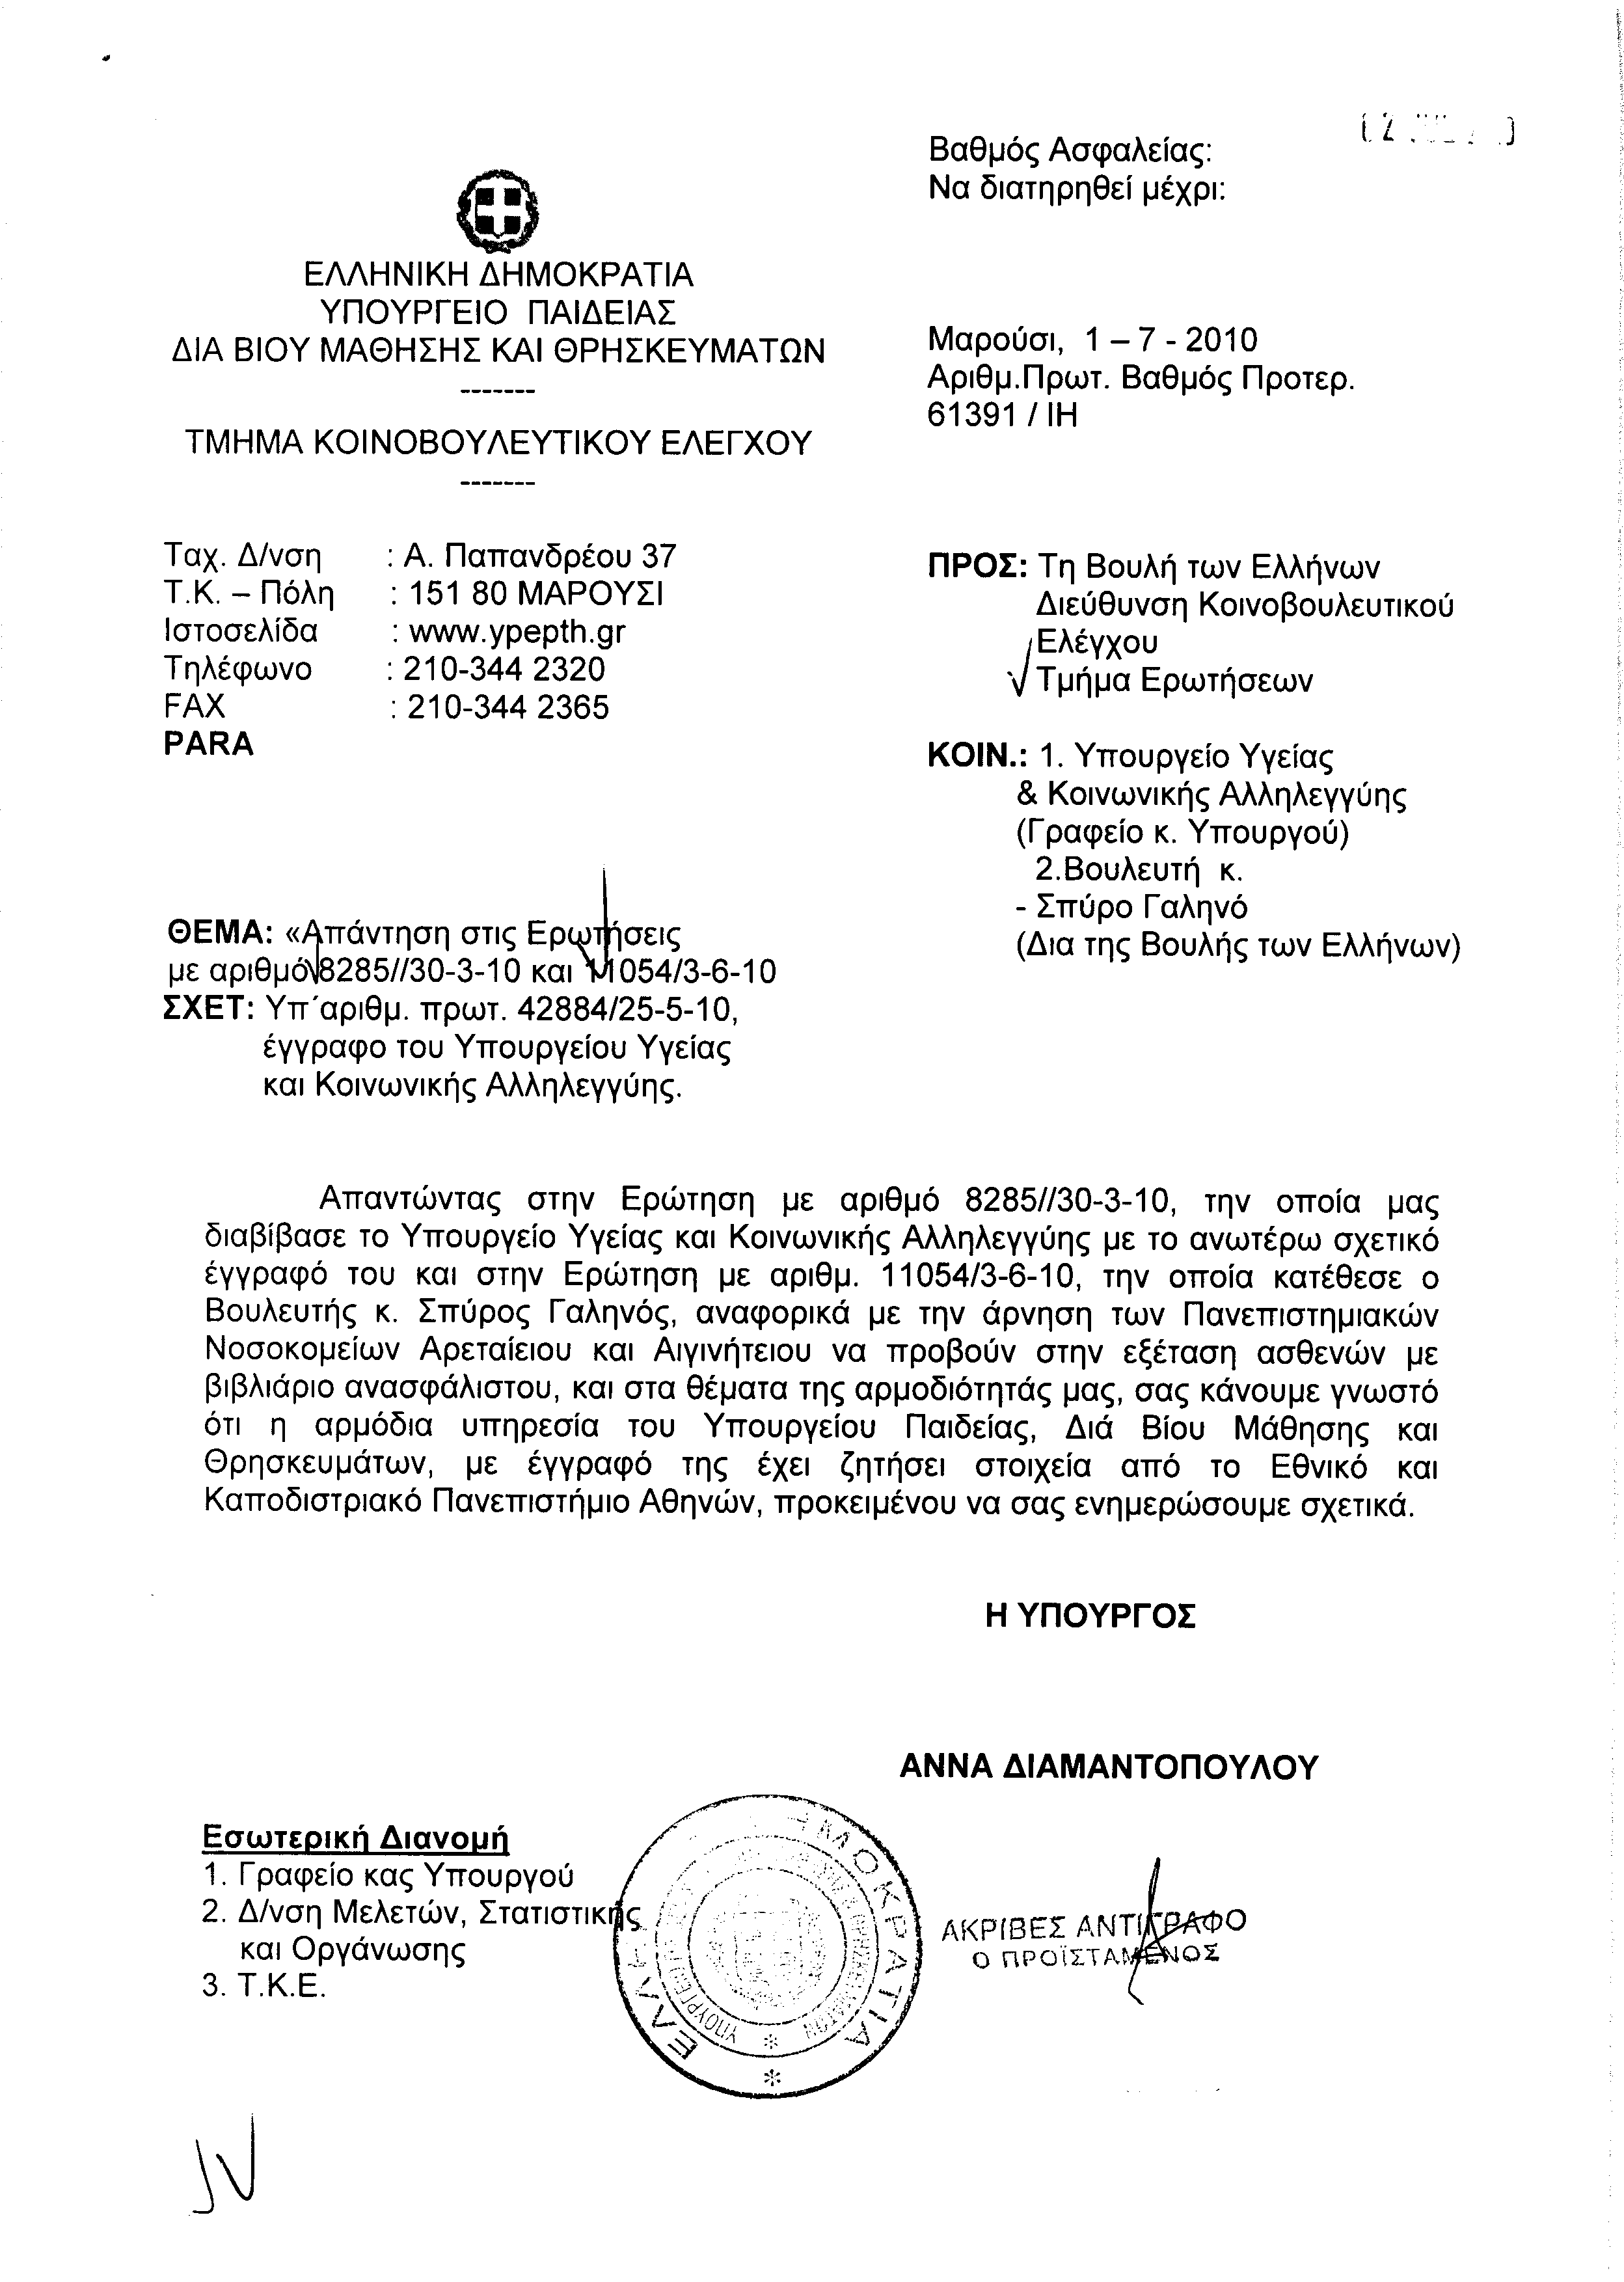 Βαθμός Ασφαλείας:
Να διατηρηθεί μέχρι:
ΕΛΛΗΝΙΚΗ ΔΗΜΟΚΡΑΤΙΑ
ΥΠΟΥΡΓΕΙΟ ΠΑΙΔΕΙΑΣ
ΔΙΑ ΒΙΟΥ ΜΑΘΗΣΗΣ ΚΑΙ ΘΡΗΣΚΕΥΜΑΤΩΝ
-------
ΤΜΗΜΑ ΚΟΙΝΟΒΟΥΛΕΥΤΙΚΟΥ ΕΛΕΓΧΟΥ
-------
Μαρούσι, 1 – 7 - 2010
Αριθμ.Πρωτ. Βαθμός Προτερ.
61391 / ΙΗ
Ταχ. Δ/νση : Α. Παπανδρέου 37
Τ.Κ. – Πόλη : 151 80 ΜΑΡΟΥΣΙ
Ιστοσελίδα : www.ypepth.gr
Τηλέφωνο : 210-344 2320
FAX : 210-344 2365
PARA
ΠΡΟΣ: Τη Βουλή των Ελλήνων
Διεύθυνση Κοινοβουλευτικού
Ελέγχου
Τμήμα Ερωτήσεων
ΚΟΙΝ.: 1. Υπουργείο Υγείας
& Κοινωνικής Αλληλεγγύης
(Γραφείο κ. Υπουργού)
2.Βουλευτή κ.
- Σπύρο Γαληνό
(Δια της Βουλής των Ελλήνων)
ΘΕΜΑ: «Απάντηση στις Ερωτήσεις
με αριθμό 8285//30-3-10 και 11054/3-6-10
ΣΧΕΤ: Υπ΄αριθμ. πρωτ. 42884/25-5-10,
έγγραφο του Υπουργείου Υγείας
και Κοινωνικής Αλληλεγγύης.
Απαντώντας στην Ερώτηση με αριθμό 8285//30-3-10, την οποία μας
διαβίβασε το Υπουργείο Υγείας και Κοινωνικής Αλληλεγγύης με το ανωτέρω σχετικό
έγγραφό του και στην Ερώτηση με αριθμ. 11054/3-6-10, την οποία κατέθεσε ο
Βουλευτής κ. Σπύρος Γαληνός, αναφορικά με την άρνηση των Πανεπιστημιακών
Νοσοκομείων Αρεταίειου και Αιγινήτειου να προβούν στην εξέταση ασθενών με
βιβλιάριο ανασφάλιστου, και στα θέματα της αρμοδιότητάς μας, σας κάνουμε γνωστό
ότι η αρμόδια υπηρεσία του Υπουργείου Παιδείας, Διά Βίου Μάθησης και
Θρησκευμάτων, με έγγραφό της έχει ζητήσει στοιχεία από το Εθνικό και
Καποδιστριακό Πανεπιστήμιο Αθηνών, προκειμένου να σας ενημερώσουμε σχετικά.
Η ΥΠΟΥΡΓΟΣ
ΑΝΝΑ ΔΙΑΜΑΝΤΟΠΟΥΛΟΥ
Εσωτερική Διανομή
1. Γραφείο κας Υπουργού
2. Δ/νση Μελετών, Στατιστικής
και Οργάνωσης
3. Τ.Κ.Ε.
ΑΚΡΙΒΕΣ ΑΝΤΙΓΡΑΦΟ
Ο ΠΡΟΪΣΤΑΜΕΝΟΣ